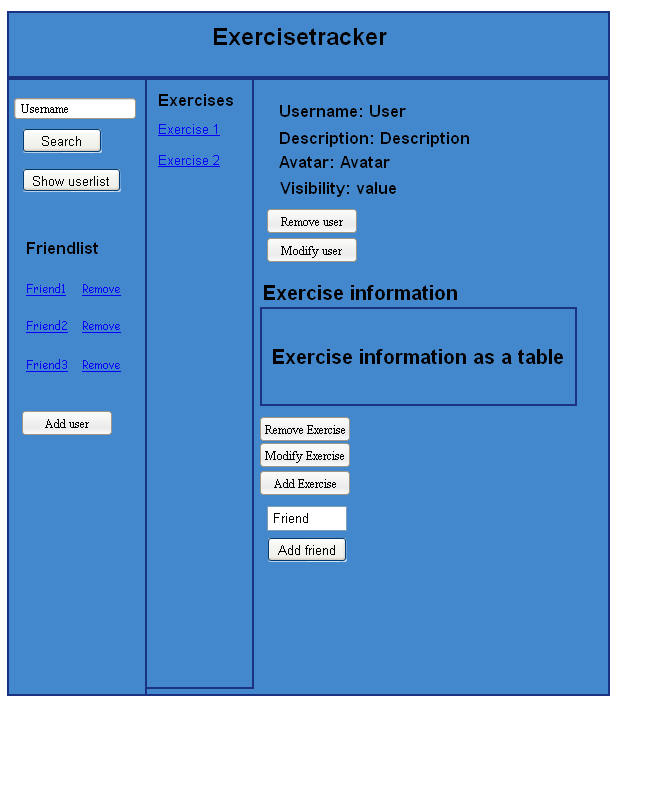 Exercisetracker
Username
Search
Show userlist
Friendlist
Friend1 Remove
Friend2 Remove
Friend3 Remove
Add user
Exercises
Exercise 1
Exercise 2
Username: User
Description: Description
Avatar: Avatar
Visibility: value
Remove user
Modify user
Exercise information
Exercise information as a table
Remove Exercise
Modify Exercise
Add Exercise
Friend
Add friend